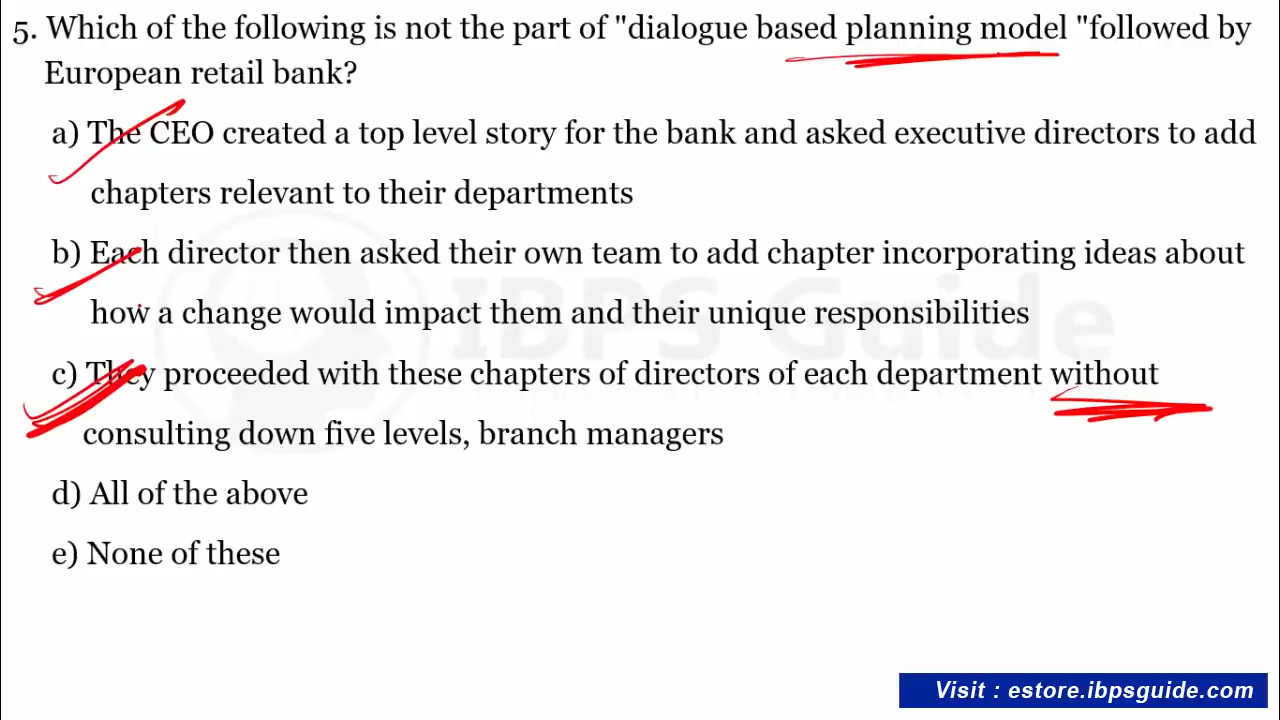 5. Which of the following is not the part of "dialogue based planning model "followed by
European retail bank?
a) The CEO created a top level story for the bank and asked executive directors to add
chapters relevant to their departments
b) Each director then asked their own team to add chapter incorporating ideas about
how a change would impact them and their unique responsibilities
c) They proceeded with these chapters of directors of each department without
consulting down five levels, branch managers
d) All of the above
e) None of these
IBPS Guide
Visit : estore.ibpsguide.com